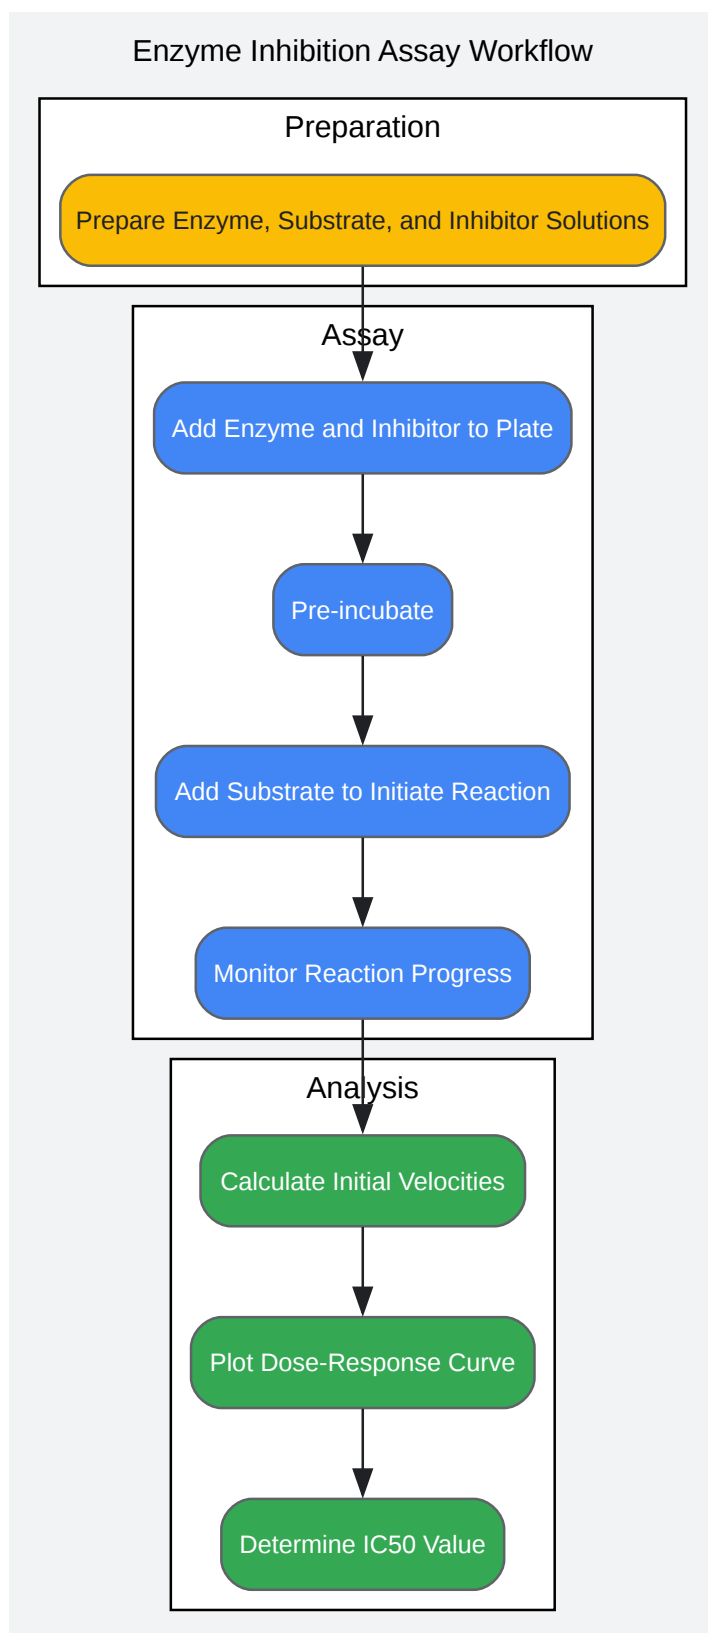 Enzyme Inhibition Assay Workflow
Preparation
Prepare Enzyme, Substrate, and Inhibitor Solutions
Assay
Add Enzyme and Inhibitor to Plate
Pre-incubate
Add Substrate to Initiate Reaction
Monitor Reaction Progress
Analysis
Calculate Initial Velocities
Plot Dose-Response Curve
Determine IC50 Value